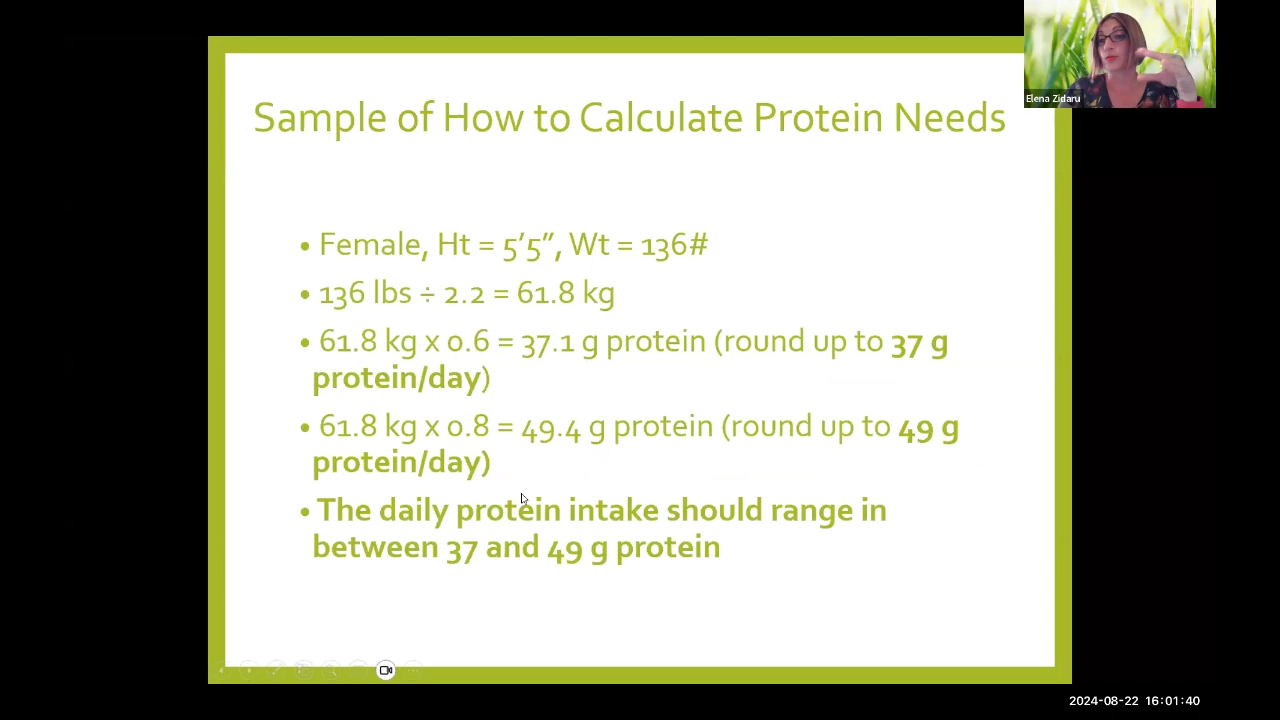 Elena Zidaru
Sample of How to Calculate Protein Needs
• Female, Ht = 5’5”, Wt = 136#
• 136 lbs ÷ 2.2 = 61.8 kg
• 61.8 kg x 0.6 = 37.1 g protein (round up to 37 g
protein/day)
• 61.8 kg x 0.8 = 49.4 g protein (round up to 49 g
protein/day)
• The daily protein intake should range in
between 37 and 49 g protein
2024-08-22 16:01:40